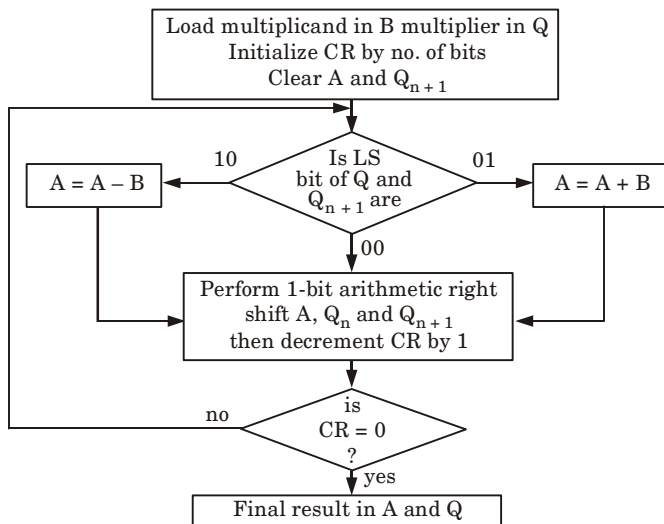 Load multiplicand in B multiplier in Q
Initialize CR by no. of bits
Clear A and Qn + 1
10
Is LS
bit of Q and
Qn + 1 are
01
A = A – B
A = A + B
00
Perform 1-bit arithmetic right
shift A, Qn and Qn + 1
then decrement CR by 1
no
is
CR = 0
?
yes
Final result in A and Q